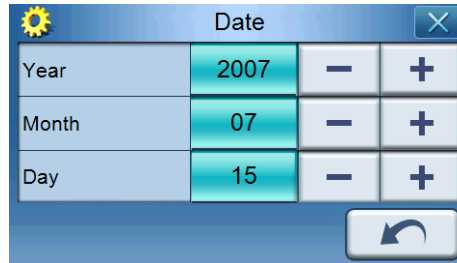 Date
Year 2007 − +
Month 07 − +
Day 15 − +